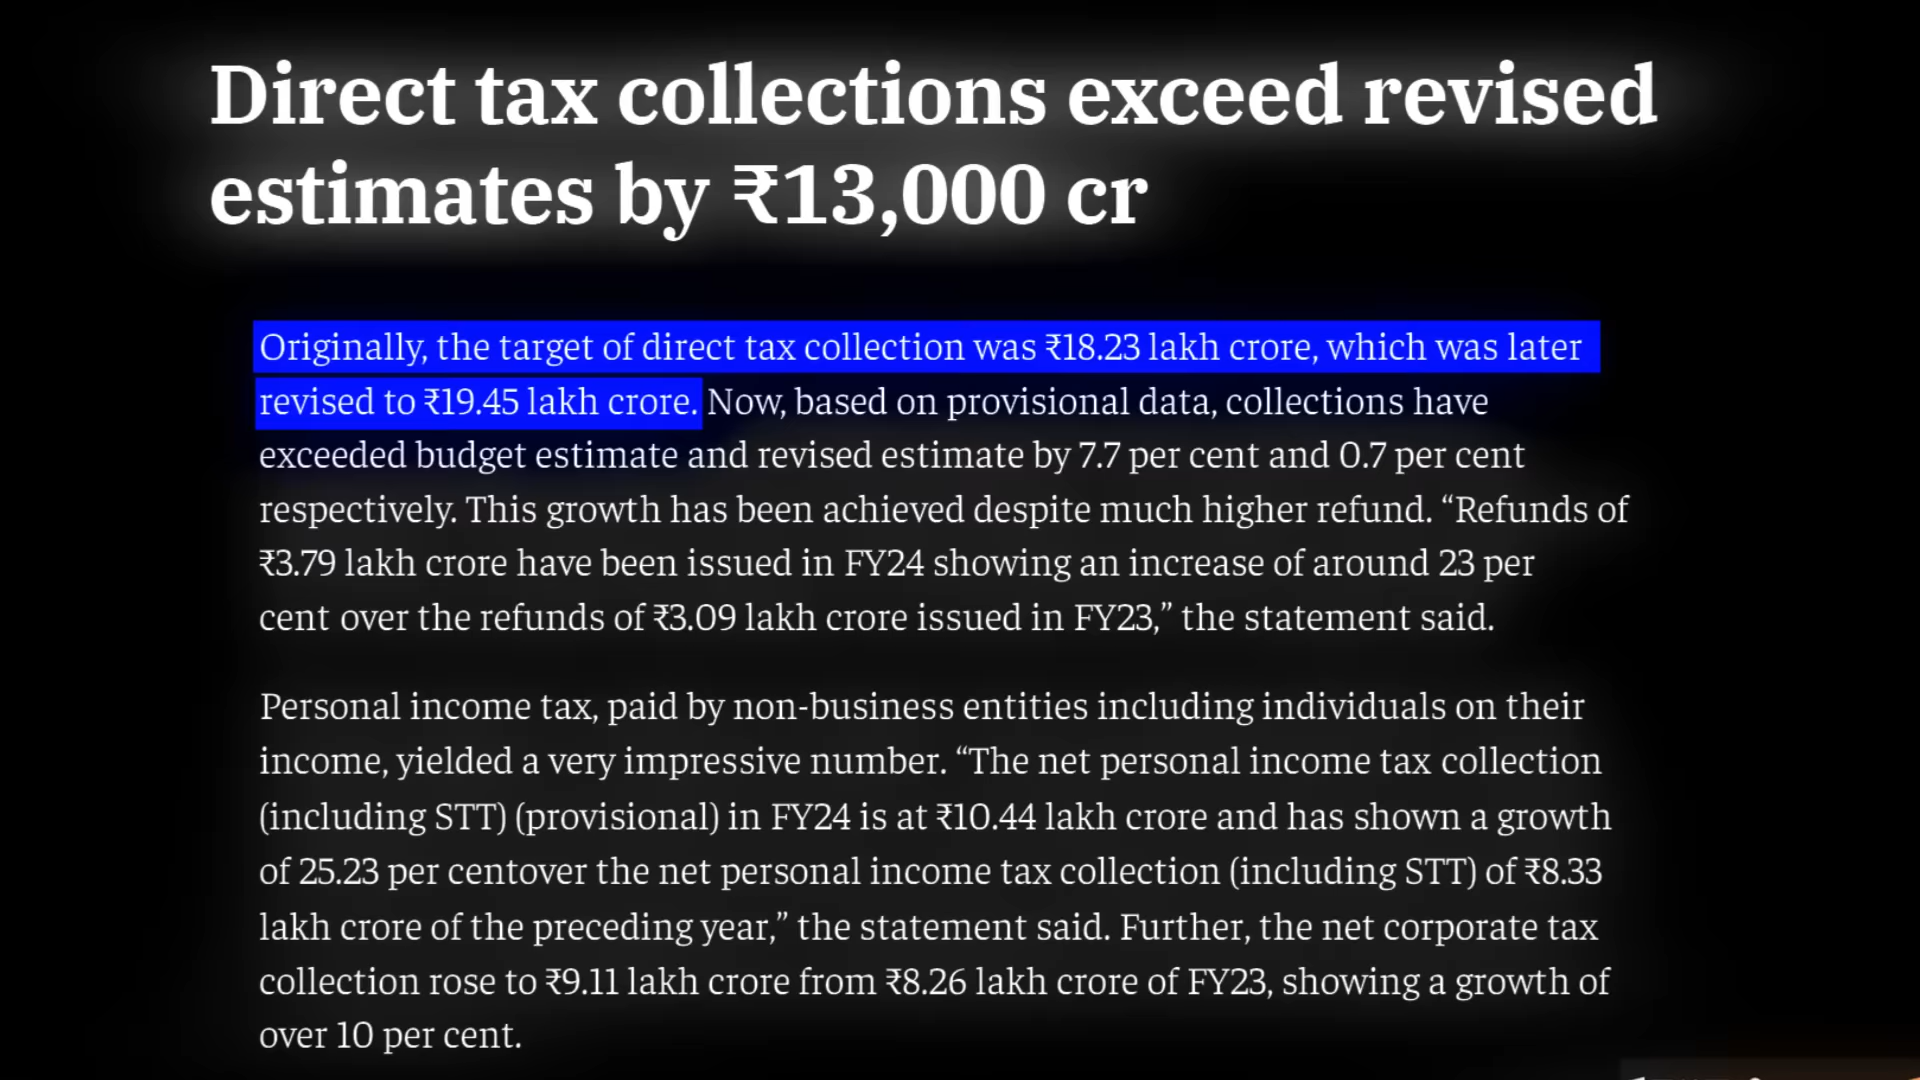 Direct tax collections exceed revised
estimates by ₹13,000 cr
Originally, the target of direct tax collection was ₹18.23 lakh crore, which was later
revised to ₹19.45 lakh crore. Now, based on provisional data, collections have
exceeded budget estimate and revised estimate by 7.7 per cent and 0.7 per cent
respectively. This growth has been achieved despite much higher refund. “Refunds of
₹3.79 lakh crore have been issued in FY24 showing an increase of around 23 per
cent over the refunds of ₹3.09 lakh crore issued in FY23,” the statement said.
Personal income tax, paid by non-business entities including individuals on their
income, yielded a very impressive number. “The net personal income tax collection
(including STT) (provisional) in FY24 is at ₹10.44 lakh crore and has shown a growth
of 25.23 per centover the net personal income tax collection (including STT) of ₹8.33
lakh crore of the preceding year,” the statement said. Further, the net corporate tax
collection rose to ₹9.11 lakh crore from ₹8.26 lakh crore of FY23, showing a growth of
over 10 per cent.